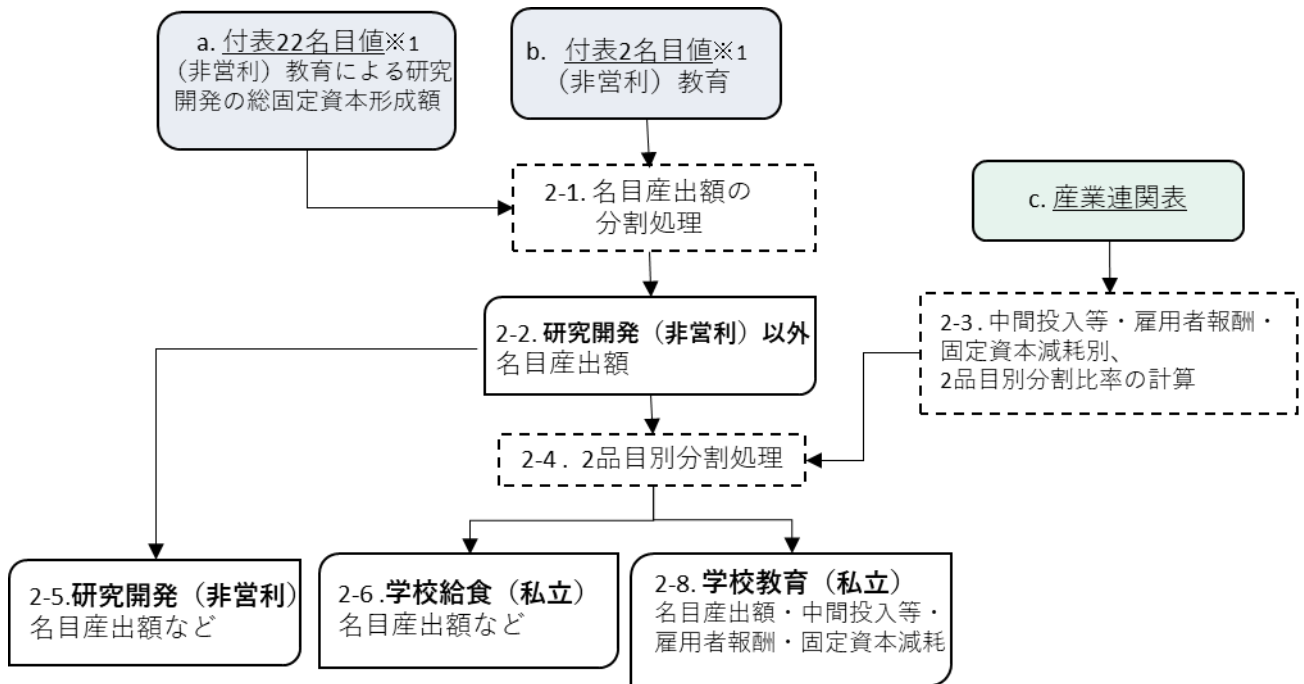 a. 付表22名目値※1
（非営利）教育による研究
開発の総固定資本形成額
b. 付表2名目値※1
（非営利）教育
2-1. 名目産出額の
分割処理
c. 産業連関表
2-2. 研究開発（非営利）以外
名目産出額
2-3. 中間投入等・雇用者報酬・
固定資本減耗別、
2品目別分割比率の計算
2-4. 2品目別分割処理
2-5.研究開発（非営利）
名目産出額など
2-6.学校給食（私立）
名目産出額など
2-8.学校教育（私立）
名目産出額・中間投入等・
雇用者報酬・固定資本減耗